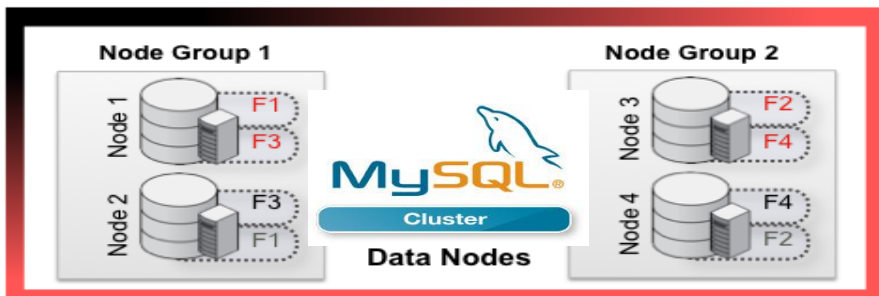 Node Group 1
Node 1
F1
F3
Node 2
F3
F1
MySQL®
Cluster
Data Nodes
Node Group 2
Node 3
F2
F4
Node 4
F4
F2